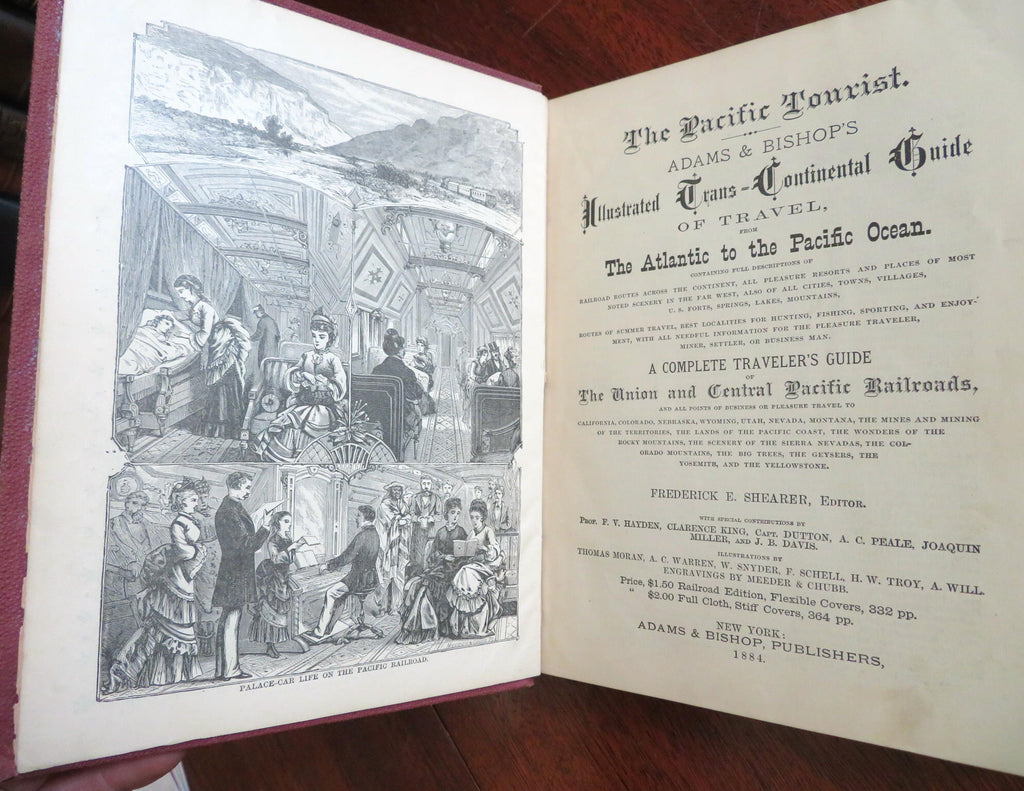 PALACE-CAR LIFE ON THE PACIFIC RAILROAD.
The Pacific Tourist.
ADAMS & BISHOP'S
Illustrated Trans-Continental Guide
OF TRAVEL,
FROM
The Atlantic to the Pacific Ocean.
CONTAINING FULL DESCRIPTIONS OF
RAILROAD ROUTES ACROSS THE CONTINENT, ALL PLEASURE RESORTS AND PLACES OF MOST
NOTED SCENERY IN THE FAR WEST, ALSO OF ALL CITIES, TOWNS, VILLAGES,
U. S. FORTS, SPRINGS, LAKES, MOUNTAINS,
ROUTES OF SUMMER TRAVEL, BEST LOCALITIES FOR HUNTING, FISHING, SPORTING, AND ENJOY-
MENT, WITH ALL NEEDFUL INFORMATION FOR THE PLEASURE TRAVELER,
MINER, SETTLER, OR BUSINESS MAN.
A COMPLETE TRAVELER'S GUIDE
OF
The Union and Central Pacific Railroads,
AND ALL POINTS OF BUSINESS OR PLEASURE TRAVEL TO
CALIFORNIA, COLORADO, NEBRASKA, WYOMING, UTAH, NEVADA, MONTANA, THE MINES AND MINING
OF THE TERRITORIES, THE LANDS OF THE PACIFIC COAST, THE WONDERS OF THE
ROCKY MOUNTAINS, THE SCENERY OF THE SIERRA NEVADAS, THE COL-
ORADO MOUNTAINS, THE BIG TREES, THE GEYSERS, THE
YOSEMITE, AND THE YELLOWSTONE.
FREDERICK E. SHEARER, EDITOR.
WITH SPECIAL CONTRIBUTIONS BY
PROF. F. V. HAYDEN, CLARENCE KING, CAPT. DUTTON, A. C. PEALE, JOAQUIN
MILLER, AND J. B. DAVIS.
ILLUSTRATIONS BY
THOMAS MORAN, A. C. WARREN, W. SNYDER, F. SCHELL, H. W. TROY, A. WILL.
ENGRAVINGS BY MEEDER & CHUBB.
Price, $1.50 Railroad Edition, Flexible Covers, 332 pp.
" $2.00 Full Cloth, Stiff Covers, 364 pp.
NEW YORK:
ADAMS & BISHOP, PUBLISHERS,
1884.